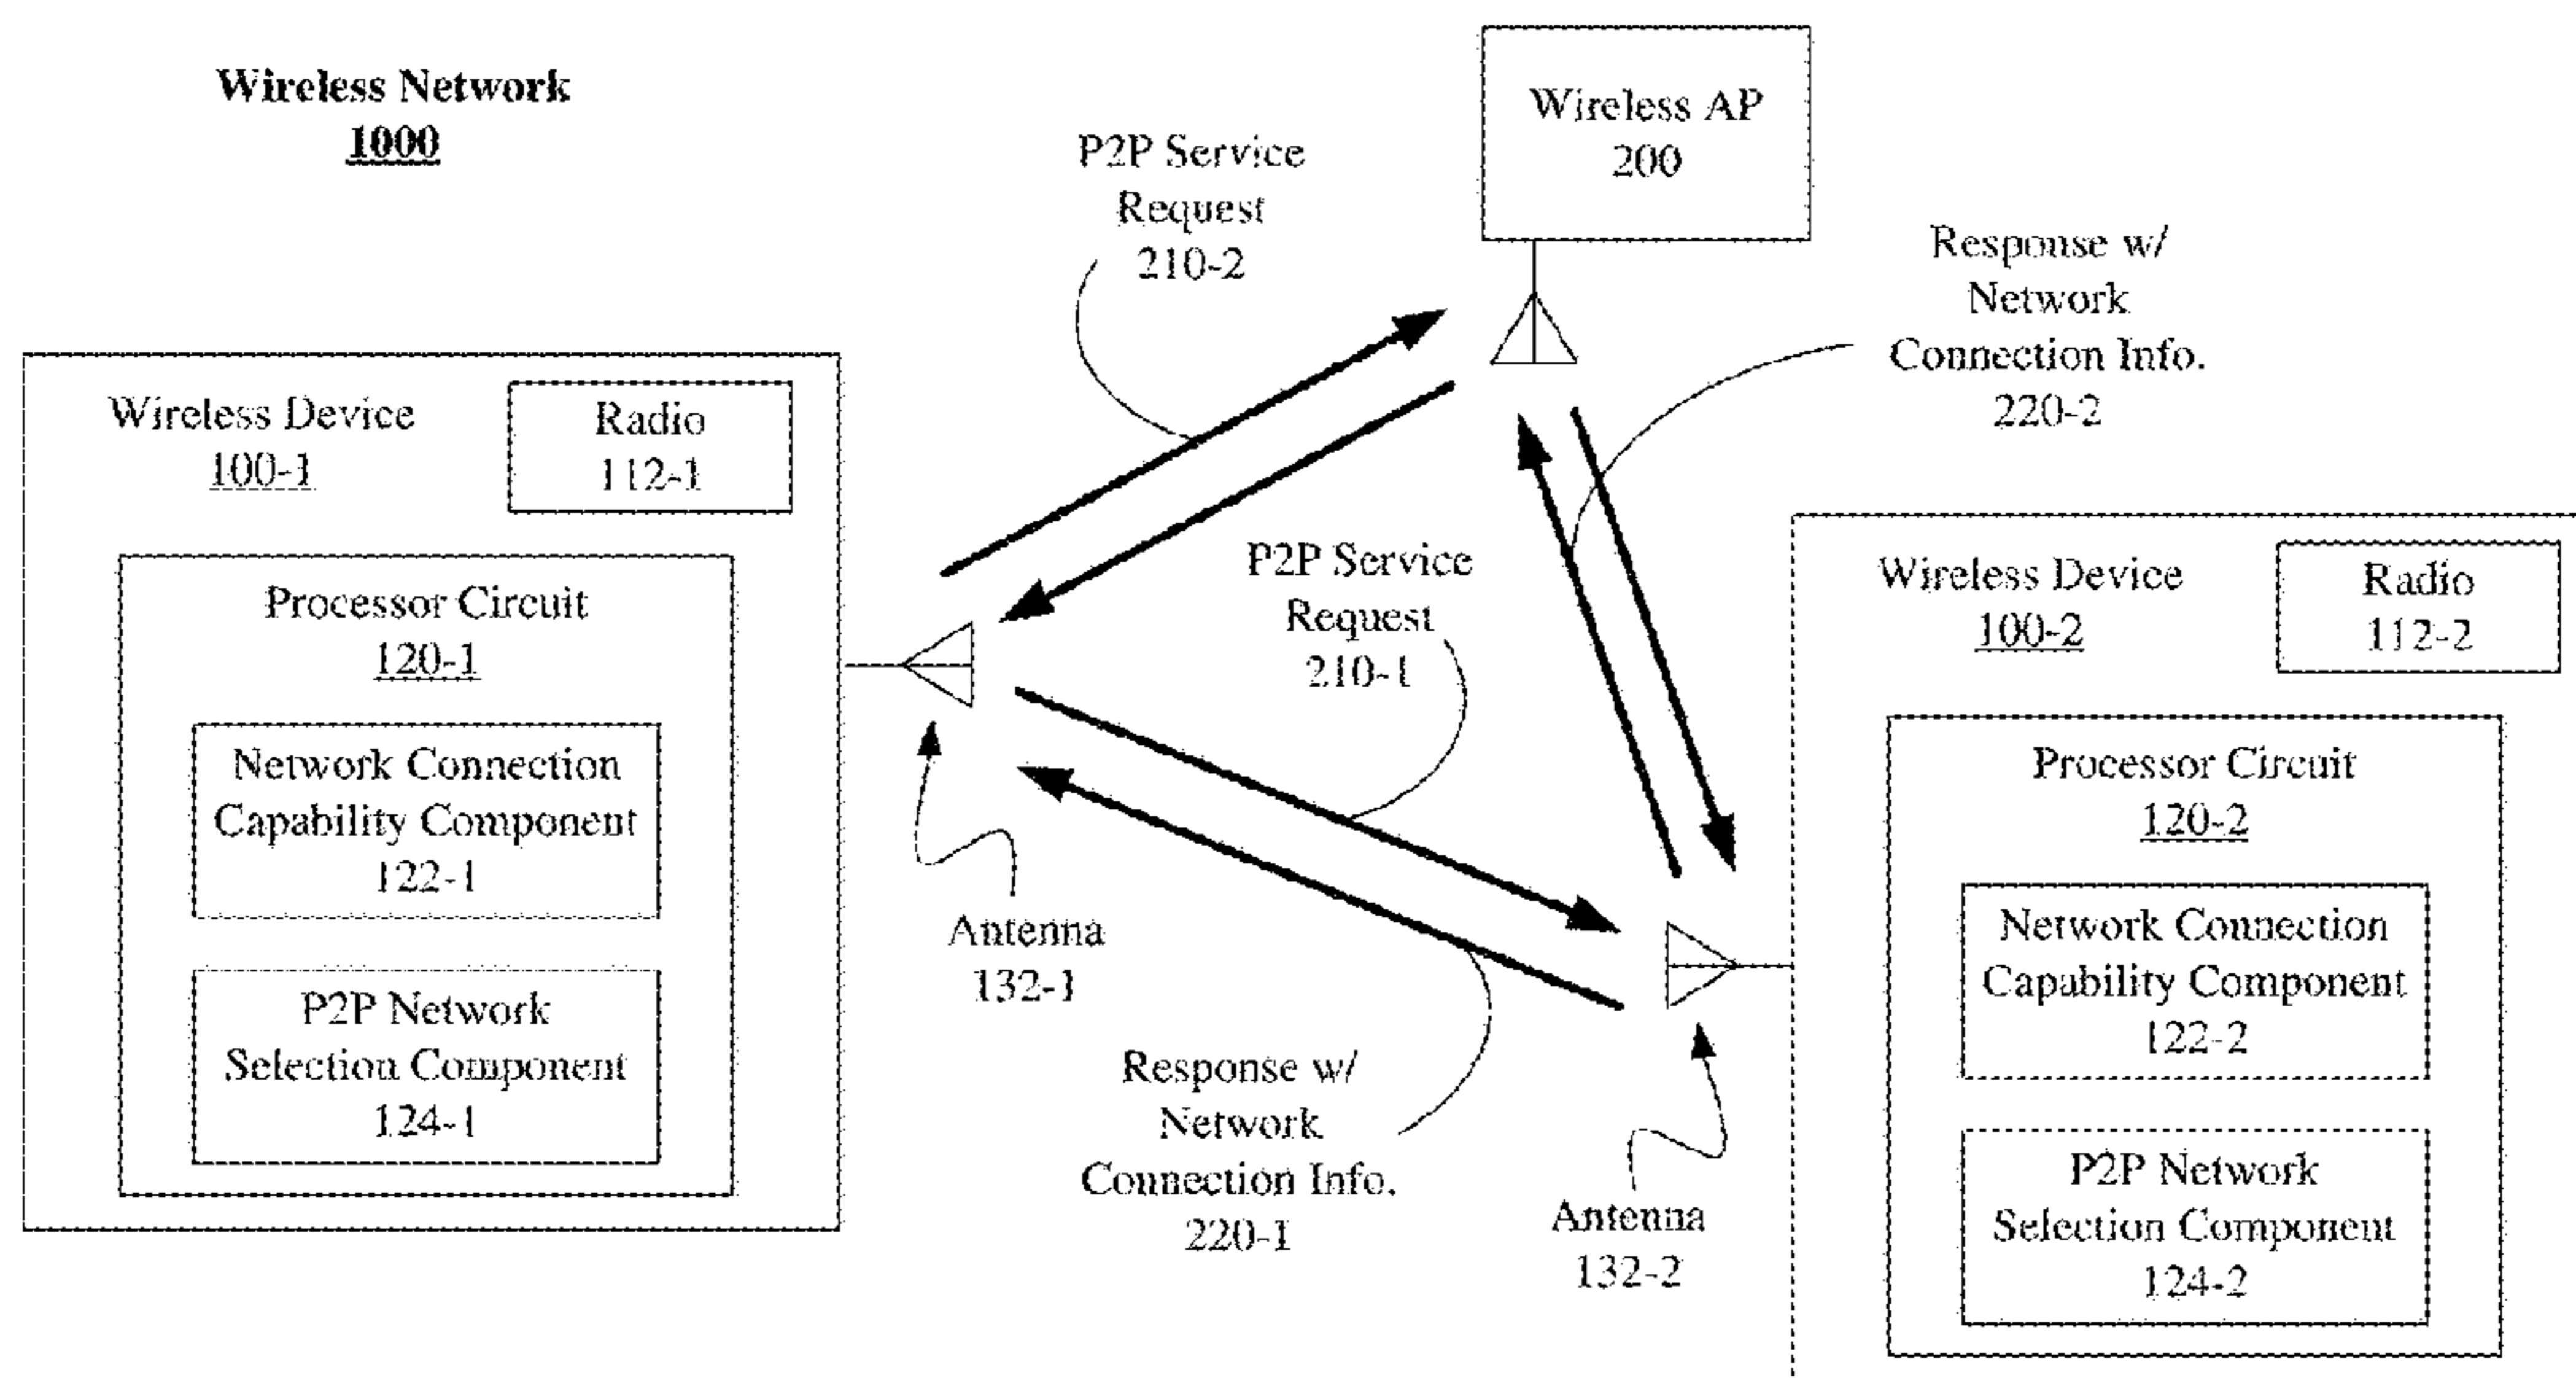 Wireless Network
1000
Wireless AP
200
P2P Service
Request
210-2
Response w/
Network
Connection Info.
220-2
Wireless Device
100-1
Radio
112-1
Processor Circuit
120-1
Network Connection
Capability Component
122-1
P2P Network
Selection Component
124-1
P2P Service
Request
210-1
Antenna
132-1
Response w/
Network
Connection Info.
220-1
Antenna
132-2
Wireless Device
100-2
Radio
112-2
Processor Circuit
120-2
Network Connection
Capability Component
122-2
P2P Network
Selection Component
124-2